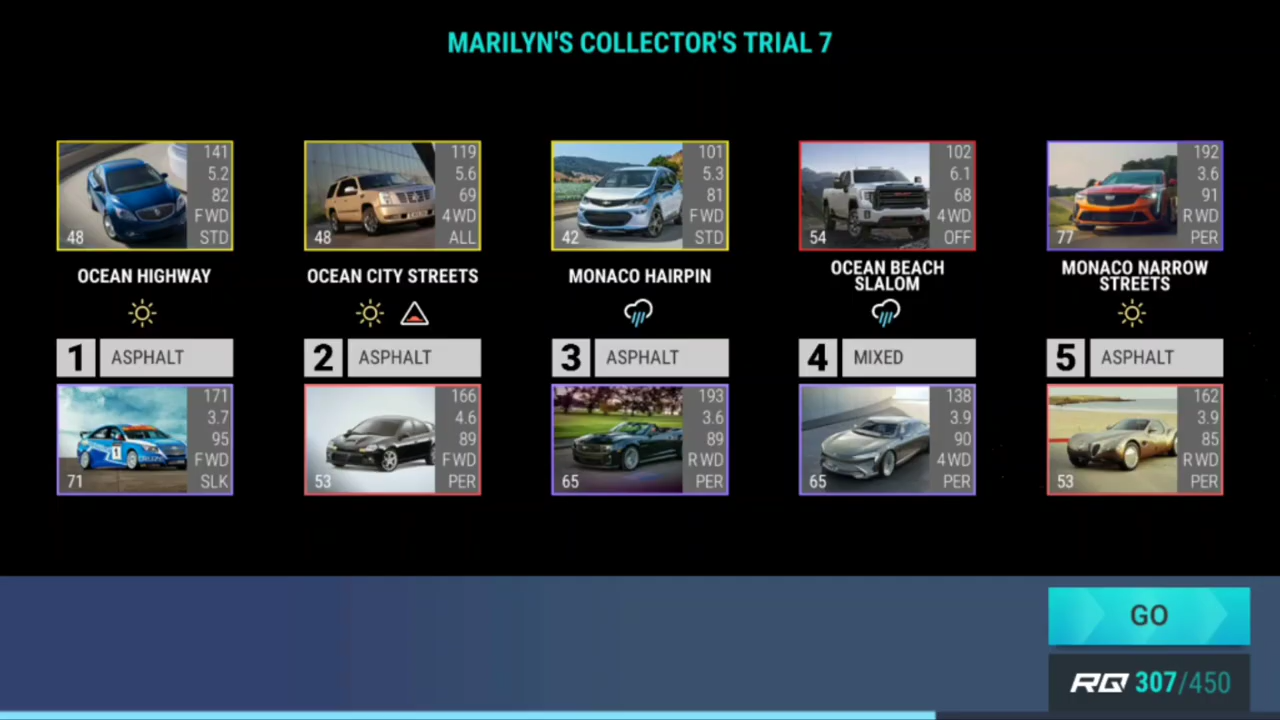 MARILYN'S COLLECTOR'S TRIAL 7
141
5.2
82
FWD
48 STD
119
5.6
69
4WD
48 ALL
101
5.3
81
FWD
42 STD
102
6.1
68
4WD
54 OFF
192
3.6
91
RWD
77 PER
OCEAN HIGHWAY
OCEAN CITY STREETS
MONACO HAIRPIN
OCEAN BEACH
SLALOM
MONACO NARROW
STREETS
1 ASPHALT
2 ASPHALT
3 ASPHALT
4 MIXED
5 ASPHALT
171
3.7
95
FWD
71 SLK
166
4.6
89
FWD
53 PER
193
3.6
89
RWD
65 PER
138
3.9
90
4WD
65 PER
162
3.9
85
RWD
53 PER
GO
RQ 307/450